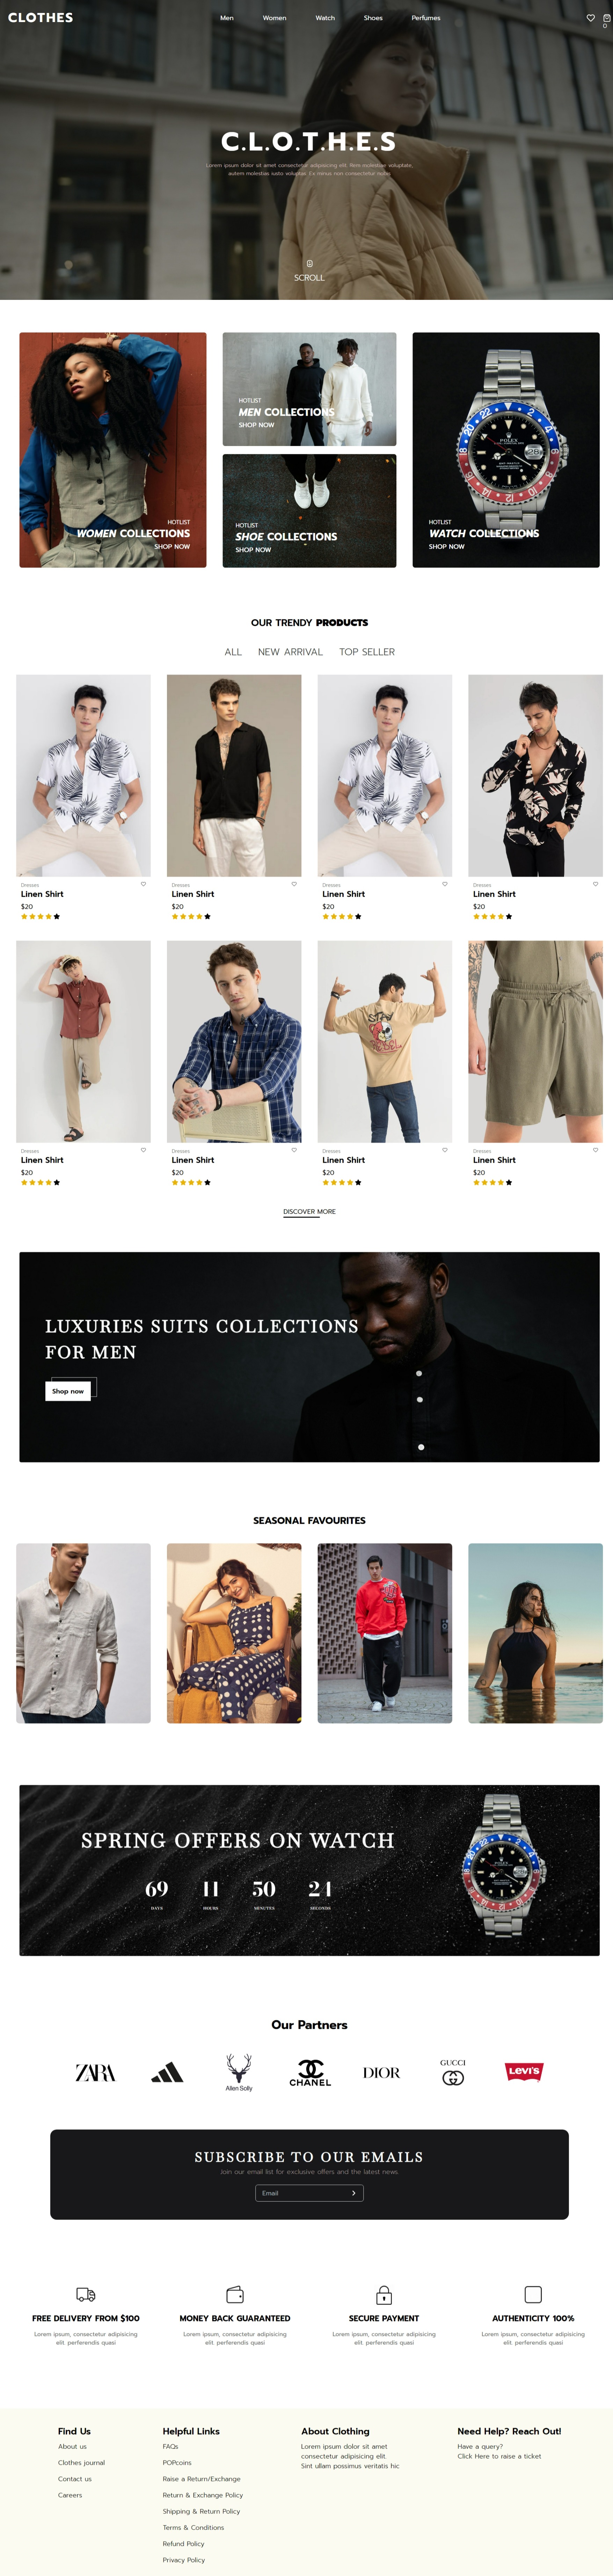 CLOTHES
Men Women Watch Shoes Perfumes
0
C.L.O.T.H.E.S
Lorem ipsum dolor sit amet consectetur adipisicing elit. Rem molestiae voluptate,
autem molestias iusto voluptas. Ex minus non consectetur nobis
SCROLL
HOTLIST
WOMEN COLLECTIONS
SHOP NOW
HOTLIST
MEN COLLECTIONS
SHOP NOW
HOTLIST
SHOE COLLECTIONS
SHOP NOW
HOTLIST
WATCH COLLECTIONS
SHOP NOW
OUR TRENDY PRODUCTS
ALL NEW ARRIVAL TOP SELLER
Dresses
Linen Shirt
$20
Dresses
Linen Shirt
$20
Dresses
Linen Shirt
$20
Dresses
Linen Shirt
$20
STAY
Dresses
Linen Shirt
$20
Dresses
Linen Shirt
$20
Dresses
Linen Shirt
$20
Dresses
Linen Shirt
$20
DISCOVER MORE
LUXURIES SUITS COLLECTIONS
FOR MEN
Shop now
SEASONAL FAVOURITES
SPRING OFFERS ON WATCH
69 11 50 24
DAYS HOURS MINUTES SECONDS
Our Partners
ZARA
Allen Solly
CHANEL
DIOR
GUCCI
LEVI'S
SUBSCRIBE TO OUR EMAILS
Join our email list for exclusive offers and the latest news.
Email
FREE DELIVERY FROM $100
Lorem ipsum, consectetur adipisicing
elit. perferendis quasi
MONEY BACK GUARANTEED
Lorem ipsum, consectetur adipisicing
elit. perferendis quasi
SECURE PAYMENT
Lorem ipsum, consectetur adipisicing
elit. perferendis quasi
AUTHENTICITY 100%
Lorem ipsum, consectetur adipisicing
elit. perferendis quasi
Find Us
About us
Clothes journal
Contact us
Careers
Helpful Links
FAQs
POPcoins
Raise a Return/Exchange
Return & Exchange Policy
Shipping & Return Policy
Terms & Conditions
Refund Policy
Privacy Policy
About Clothing
Lorem ipsum dolor sit amet
consectetur adipisicing elit.
Sint ullam possimus veritatis hic
Need Help? Reach Out!
Have a query?
Click Here to raise a ticket